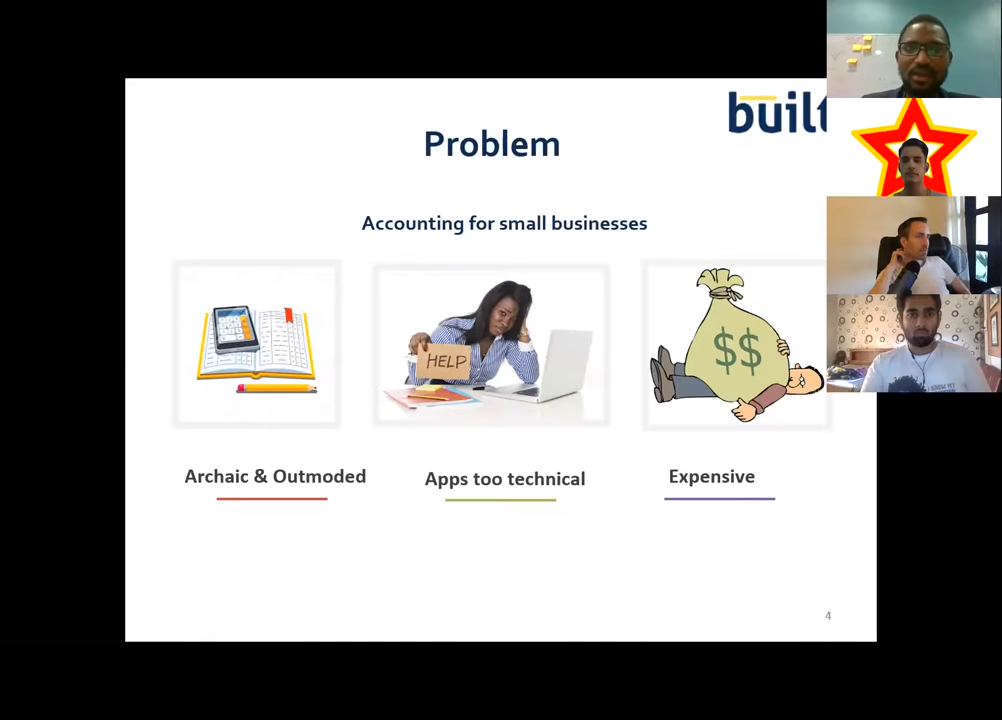 built
Problem
Accounting for small businesses
HELP
$$
Archaic & Outmoded
Apps too technical
Expensive
4